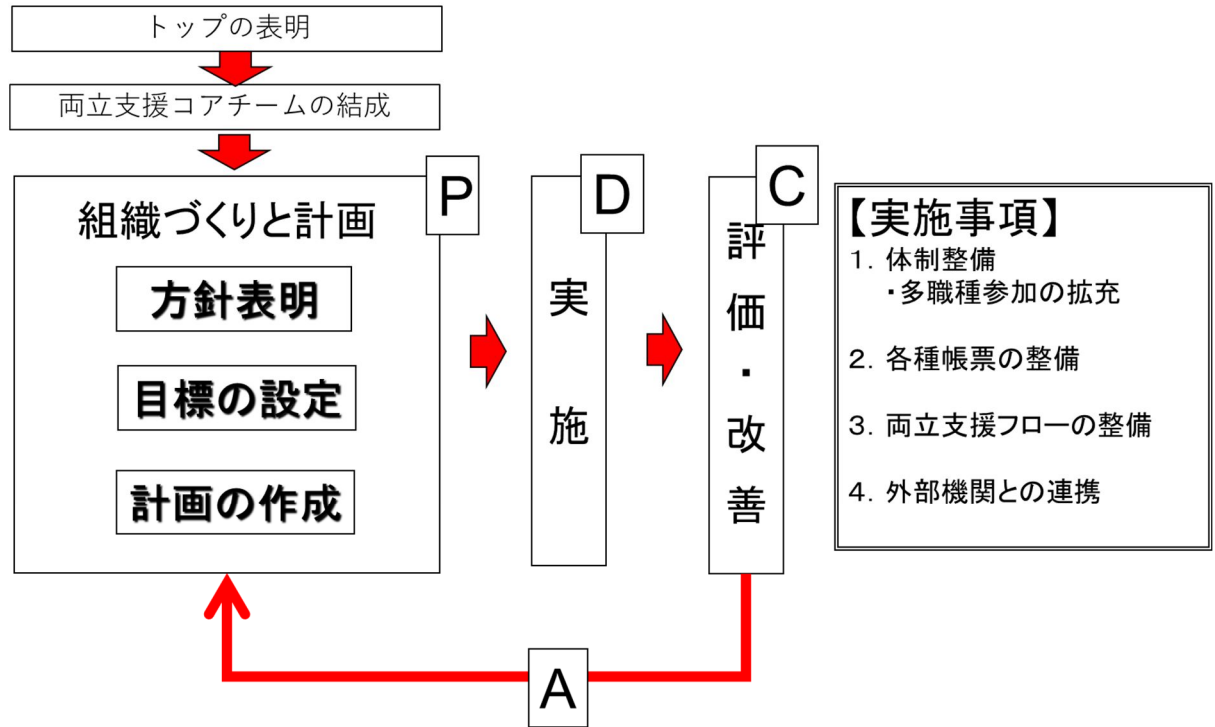 トップの表明
両立支援コアチームの結成
P
組織づくりと計画
方針表明
目標の設定
計画の作成
D
実施
C
評価・改善
【実施事項】
1．体制整備
・多職種参加の拡充
2．各種帳票の整備
3．両立支援フローの整備
4．外部機関との連携
A